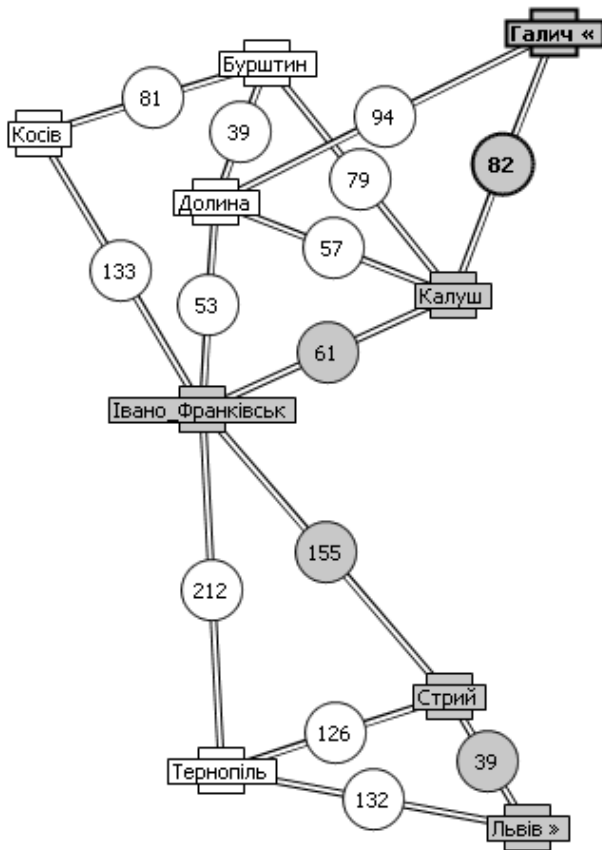 Галич «
Бурштин
81
94
Косів
39
82
79
Долина
57
133
Калуш
53
61
Івано_Франківськ
155
212
Стрий
126
39
Тернопіль
132
Львів »